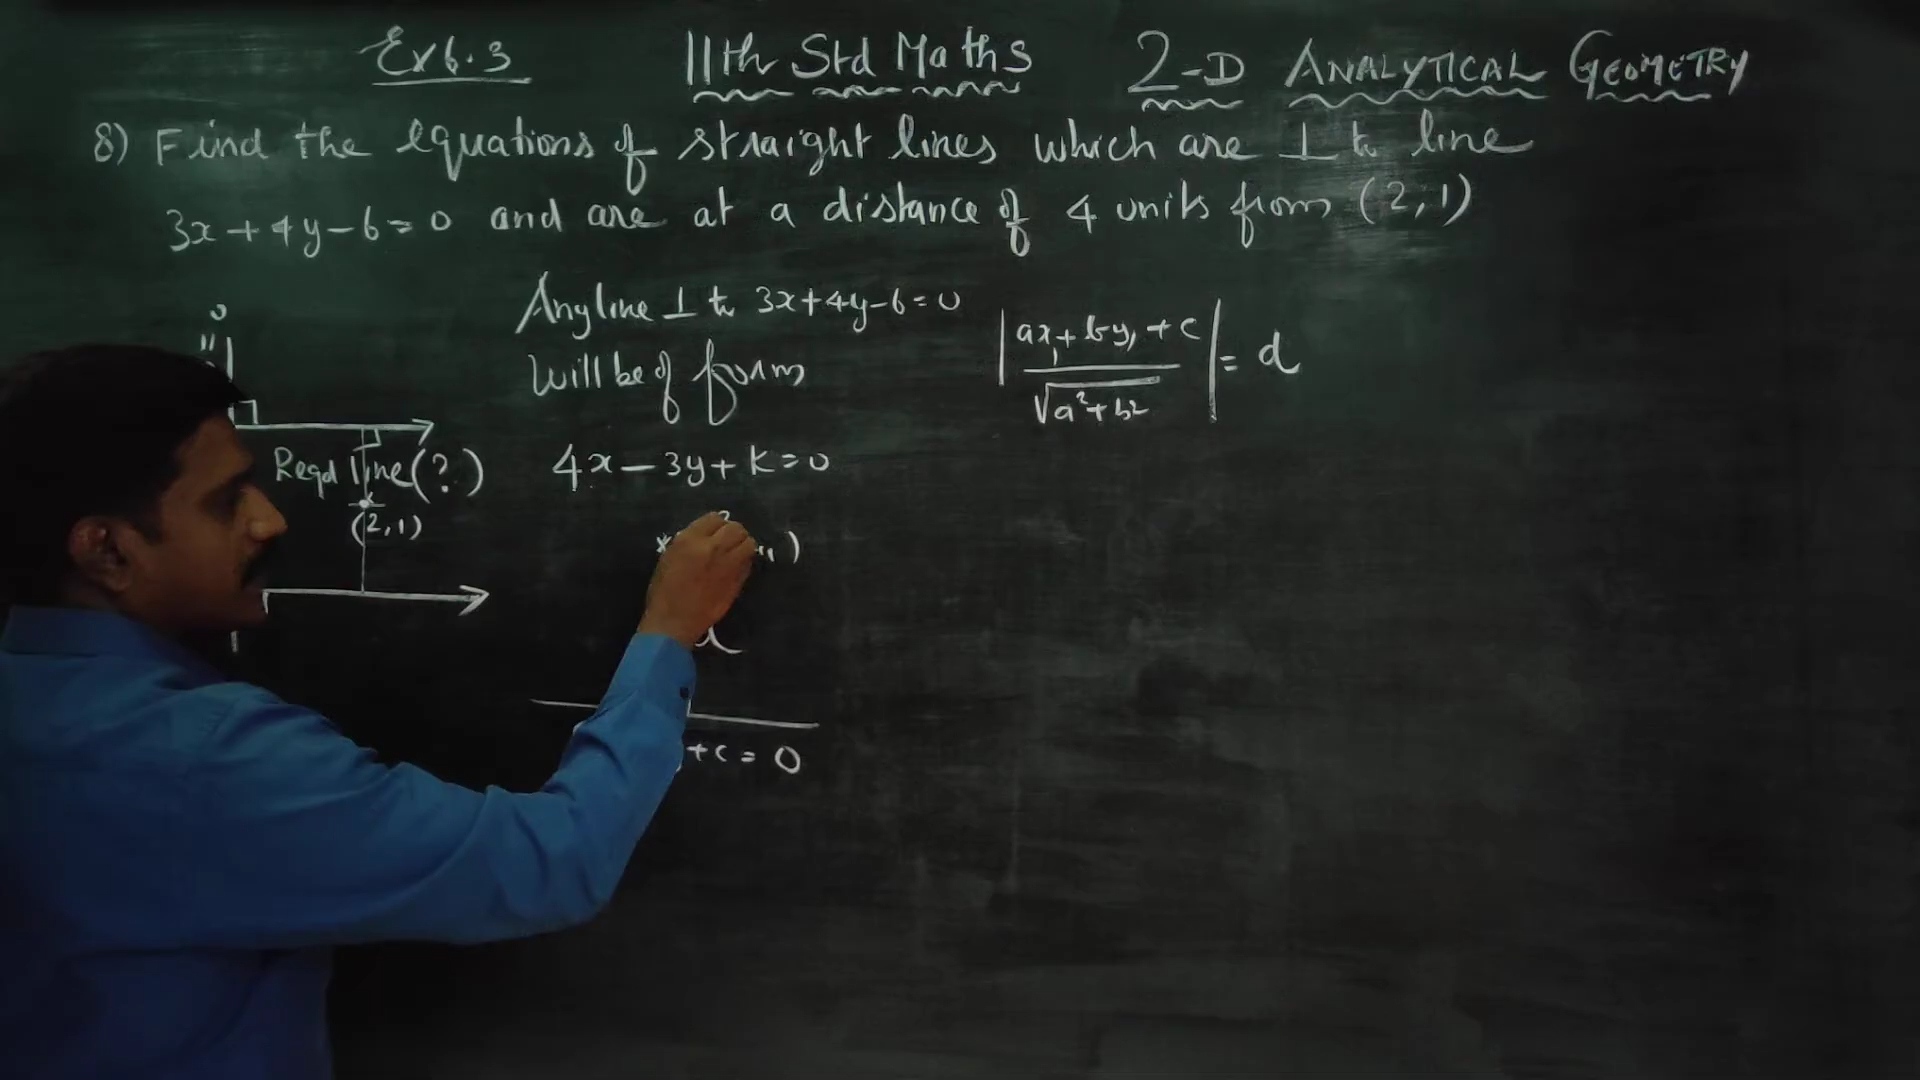 Ex 6.3 11th Std Maths 2-D ANALYTICAL GEOMETRY
8) Find the equations of straight lines which are ⊥ to line
3x+4y-6=0 and are at a distance of 4 units from (2,1)
Any line ⊥ to 3x+4y-6=0
Will be of form
4x-3y+k=0
|ax₁+by₁+c / √a²+b²| = d
Reqd line(?)
(2,1)
+c=0